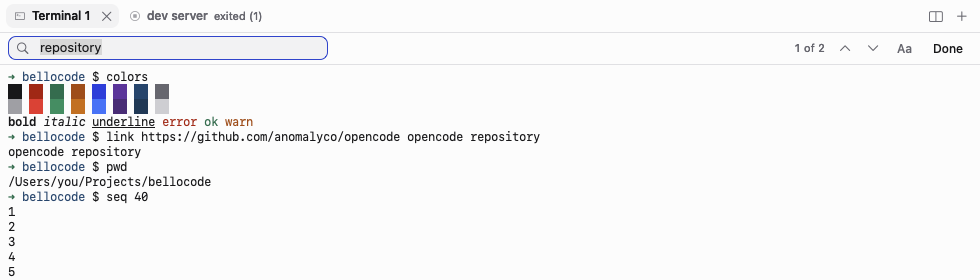 Terminal 1 dev server exited (1)
repository 1 of 2 Aa Done
➜ bellocode $ colors
bold italic underline error ok warn
➜ bellocode $ link https://github.com/anomalyco/opencode opencode repository
opencode repository
➜ bellocode $ pwd
/Users/you/Projects/bellocode
➜ bellocode $ seq 40
1
2
3
4
5